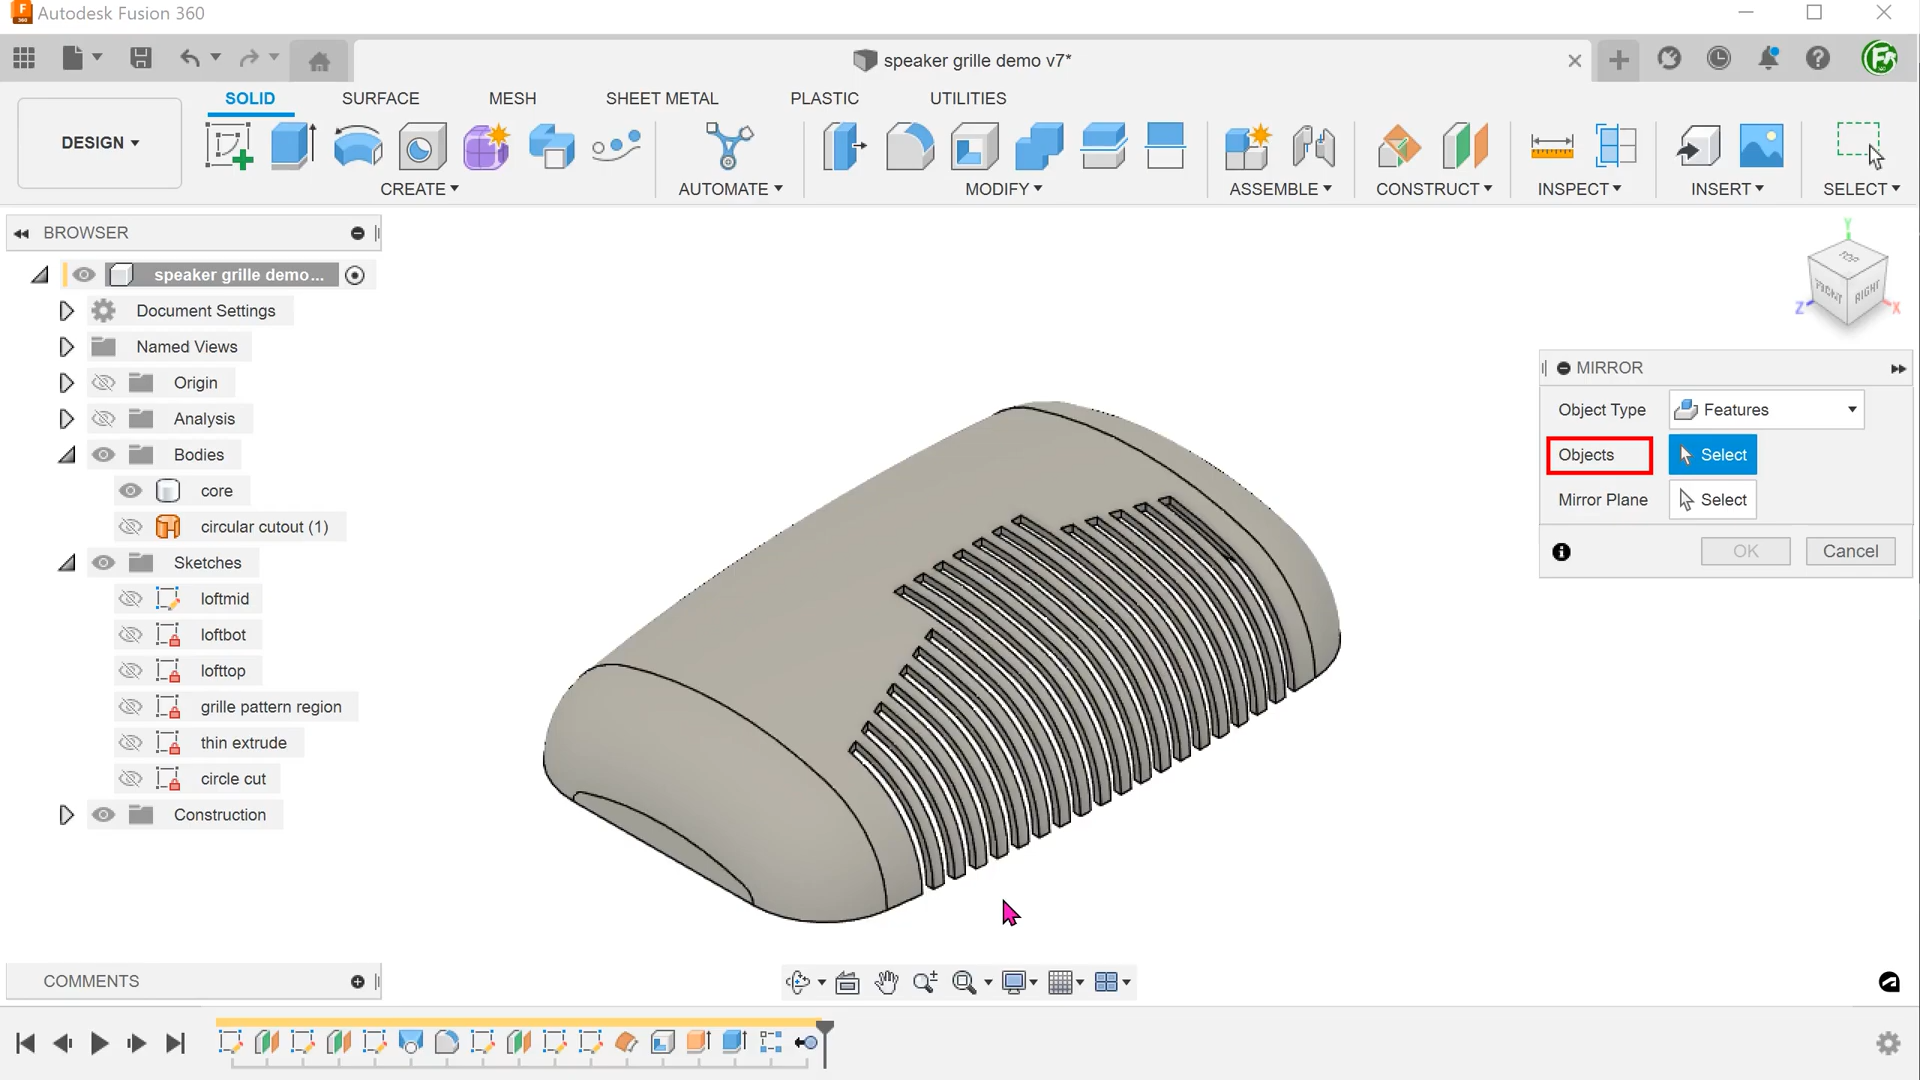 Autodesk Fusion 360
speaker grille demo v7*
SOLID SURFACE MESH SHEET METAL PLASTIC UTILITIES
DESIGN
CREATE AUTOMATE MODIFY ASSEMBLE CONSTRUCT INSPECT INSERT SELECT
BROWSER
speaker grille demo...
Document Settings
Named Views
Origin
Analysis
Bodies
core
circular cutout (1)
Sketches
loftmid
loftbot
lofttop
grille pattern region
thin extrude
circle cut
Construction
Y
TOP
FRONT RIGHT
Z X
MIRROR
Object Type Features
Objects Select
Mirror Plane Select
OK Cancel
COMMENTS